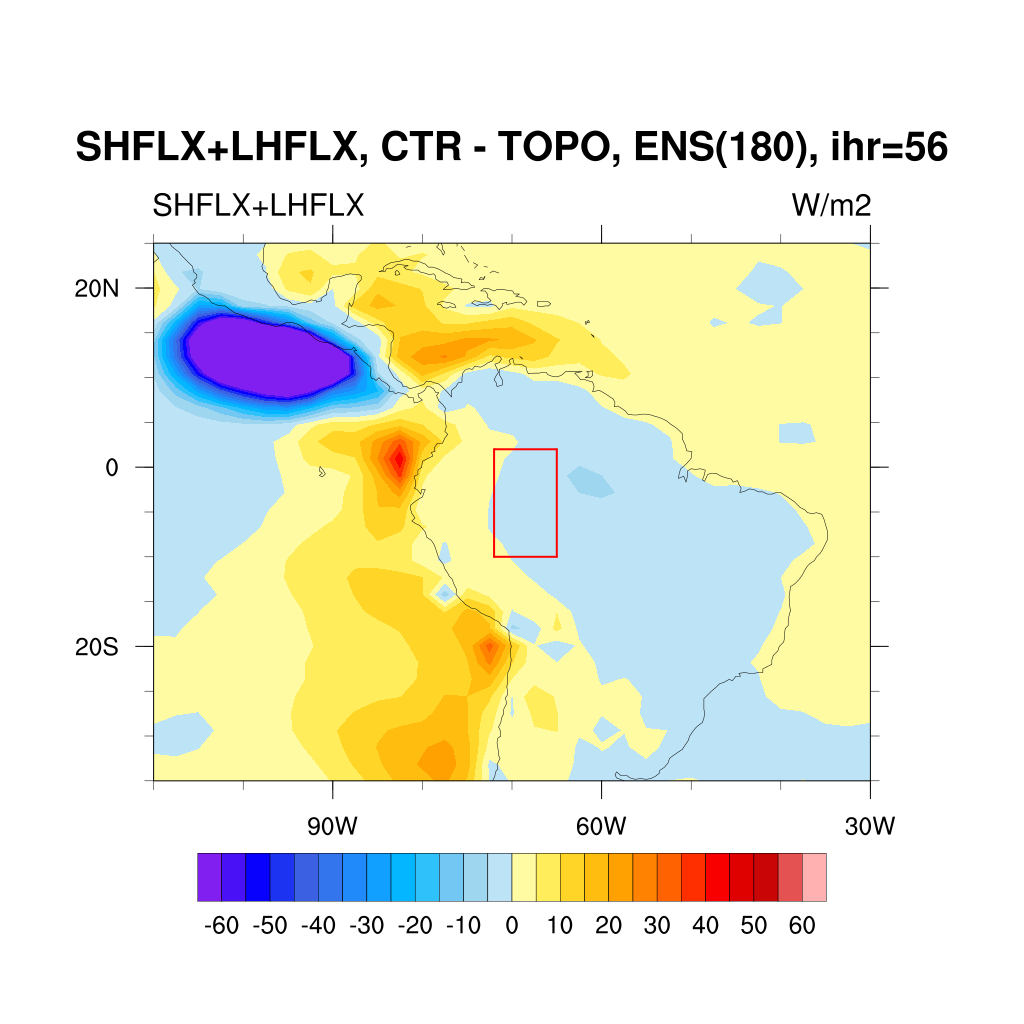 SHFLX+LHFLX, CTR - TOPO, ENS(180), ihr=56
SHFLX+LHFLX W/m2
20N
0
20S
90W 60W 30W
-60 -50 -40 -30 -20 -10 0 10 20 30 40 50 60